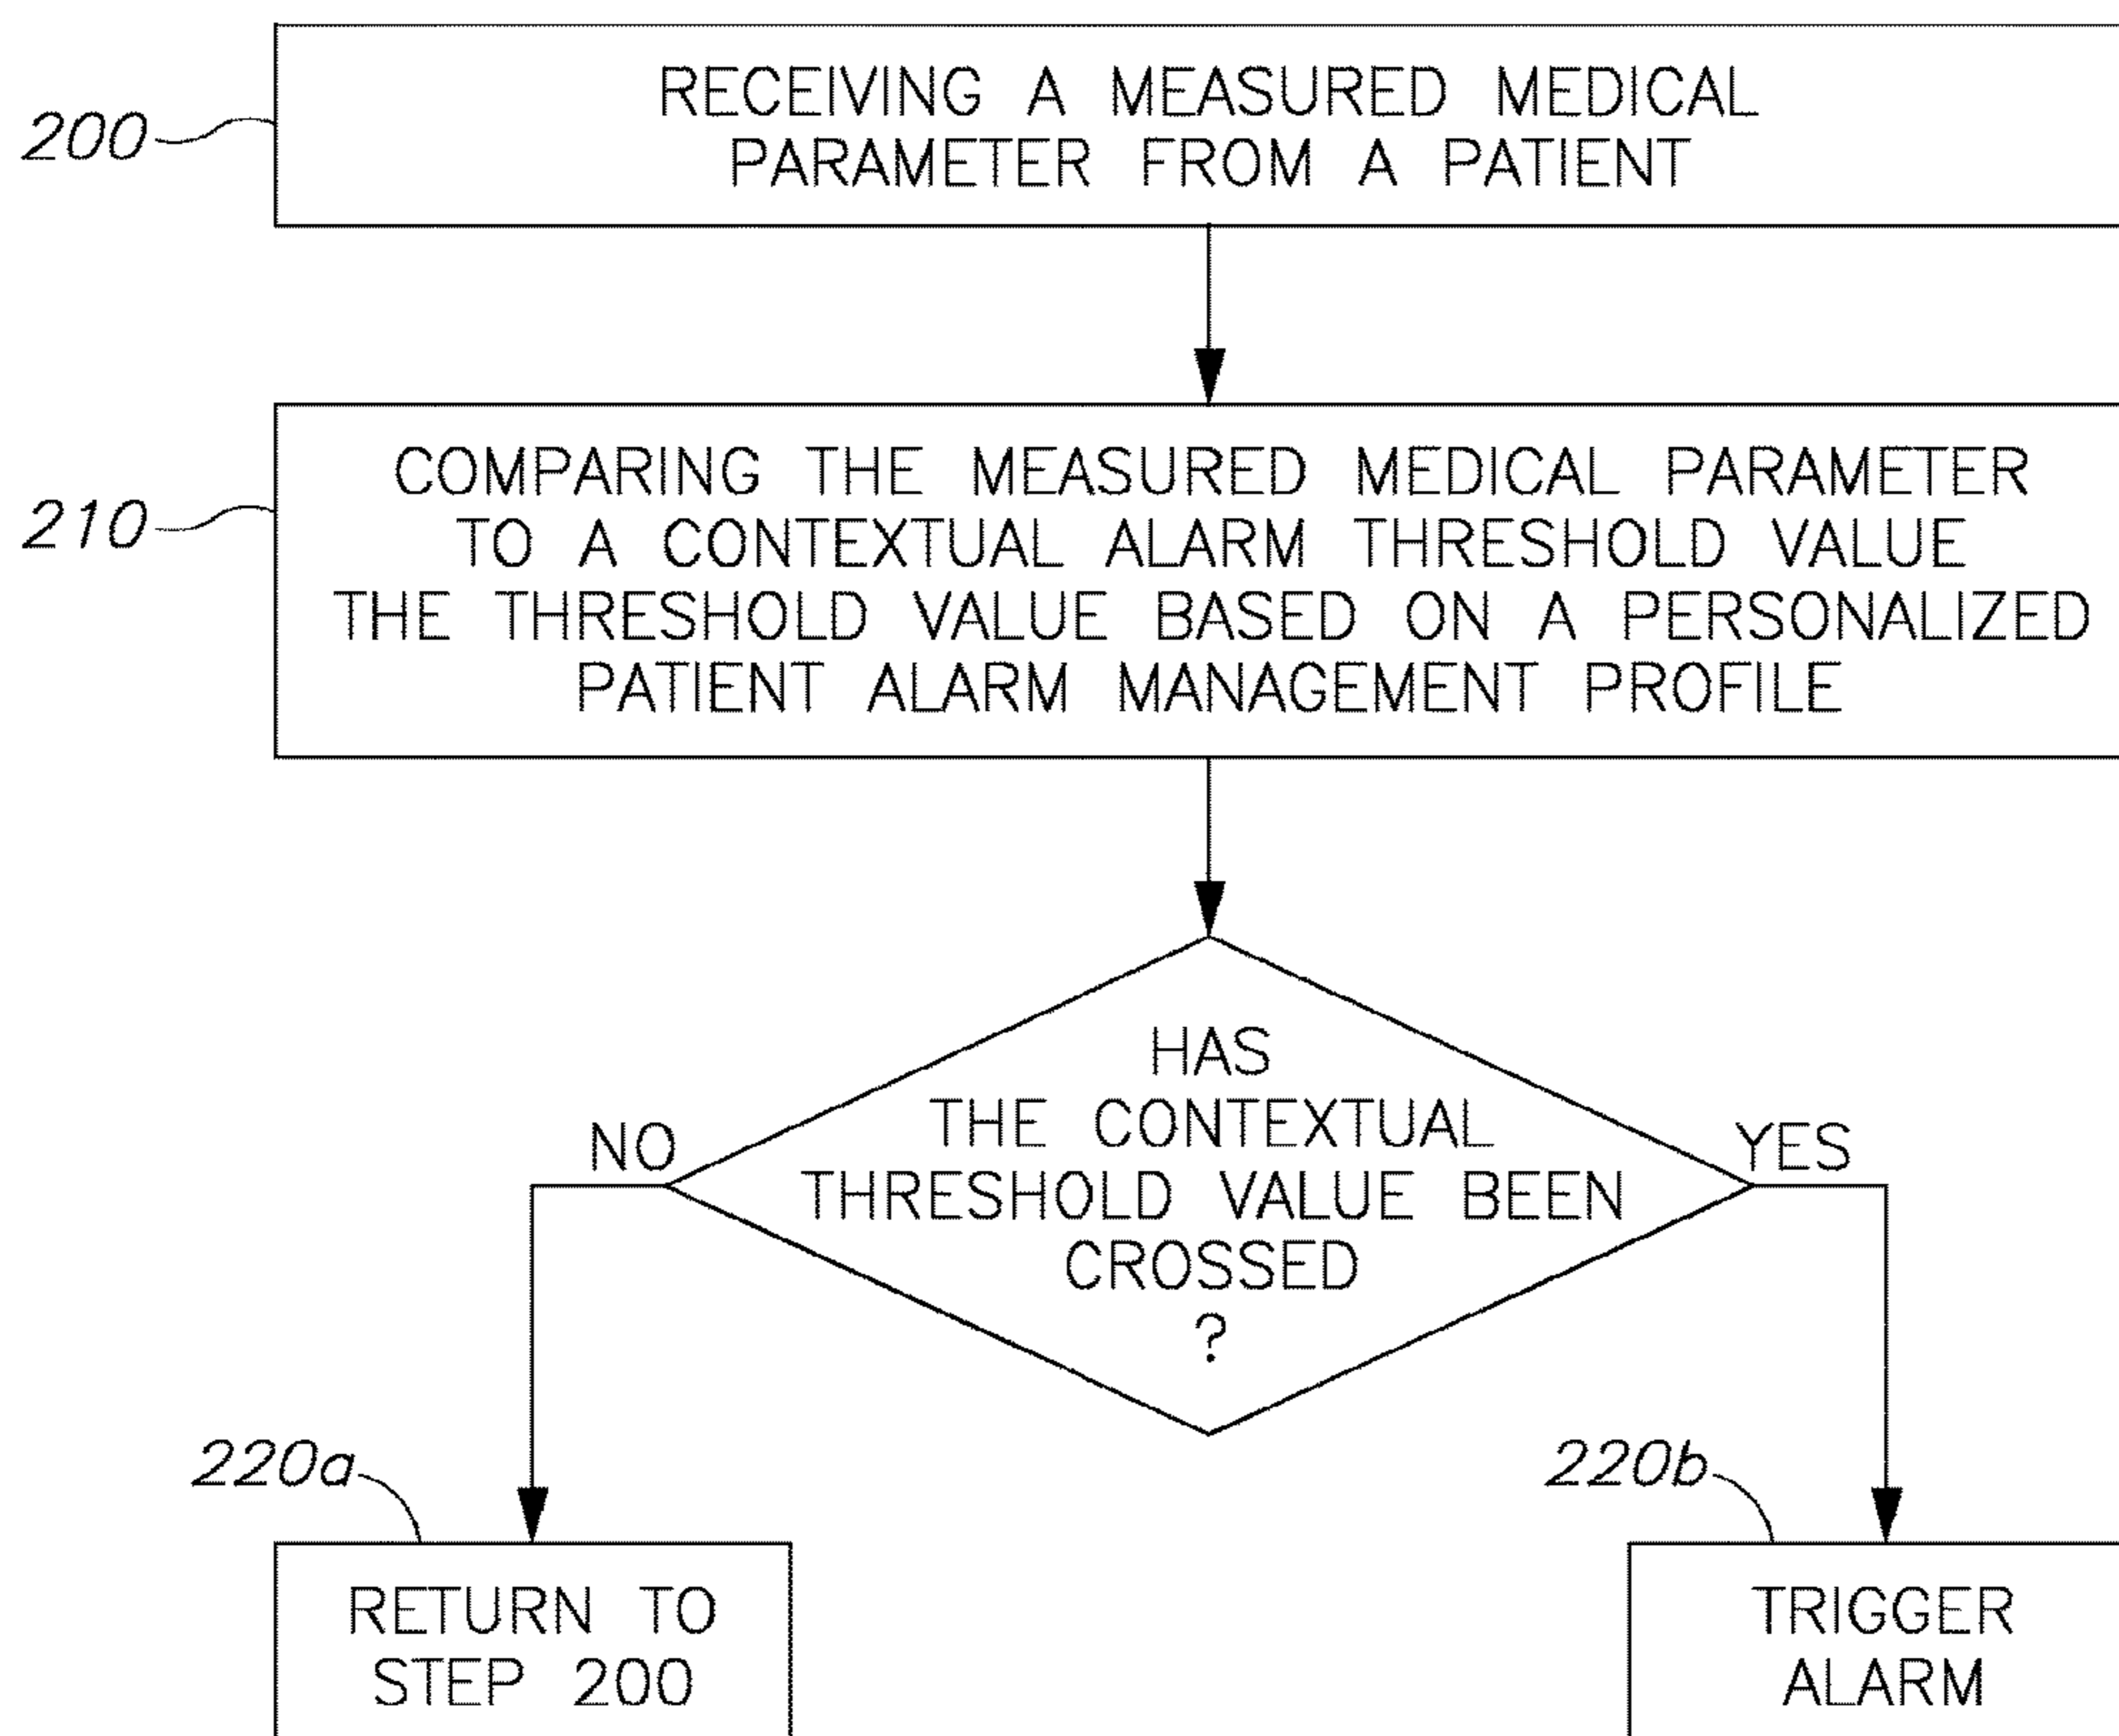 200
RECEIVING A MEASURED MEDICAL
PARAMETER FROM A PATIENT
210
COMPARING THE MEASURED MEDICAL PARAMETER
TO A CONTEXTUAL ALARM THRESHOLD VALUE
THE THRESHOLD VALUE BASED ON A PERSONALIZED
PATIENT ALARM MANAGEMENT PROFILE
HAS
THE CONTEXTUAL
THRESHOLD VALUE BEEN
CROSSED
?
NO
YES
220a
RETURN TO
STEP 200
220b
TRIGGER
ALARM